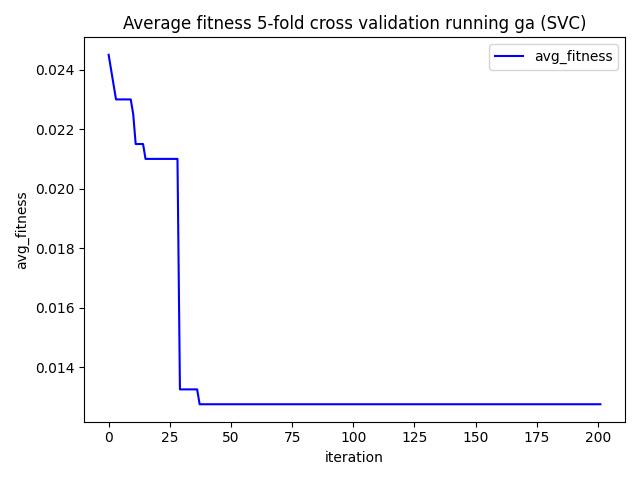 Average fitness 5-fold cross validation running ga (SVC)
avg_fitness
avg_fitness
0.024
0.022
0.020
0.018
0.016
0.014
0 25 50 75 100 125 150 175 200
iteration